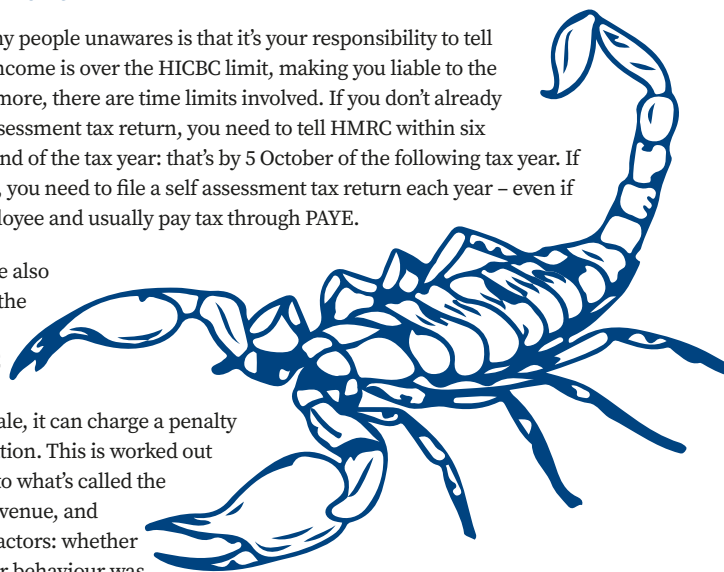 ny people unawares is that it’s your responsibility to tell
ncome is over the HICBC limit, making you liable to the
more, there are time limits involved. If you don’t already
sessment tax return, you need to tell HMRC within six
nd of the tax year: that’s by 5 October of the following tax year. If
, you need to file a self assessment tax return each year – even if
loyee and usually pay tax through PAYE.
e also
the
ale, it can charge a penalty
tion. This is worked out
to what’s called the
venue, and
actors: whether
r behaviour was